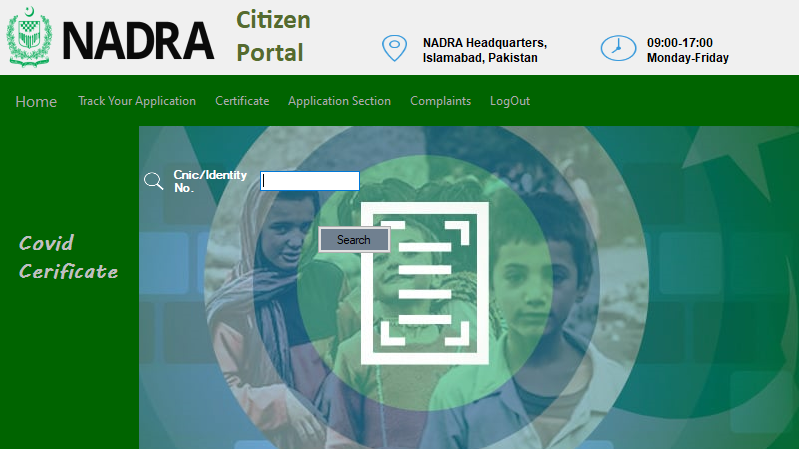 NADRA
Citizen
Portal
NADRA Headquarters,
Islamabad, Pakistan
09:00-17:00
Monday-Friday
Home Track Your Application Certificate Application Section Complaints LogOut
Cnic/Identity
No.
Search
Covid
Cerificate